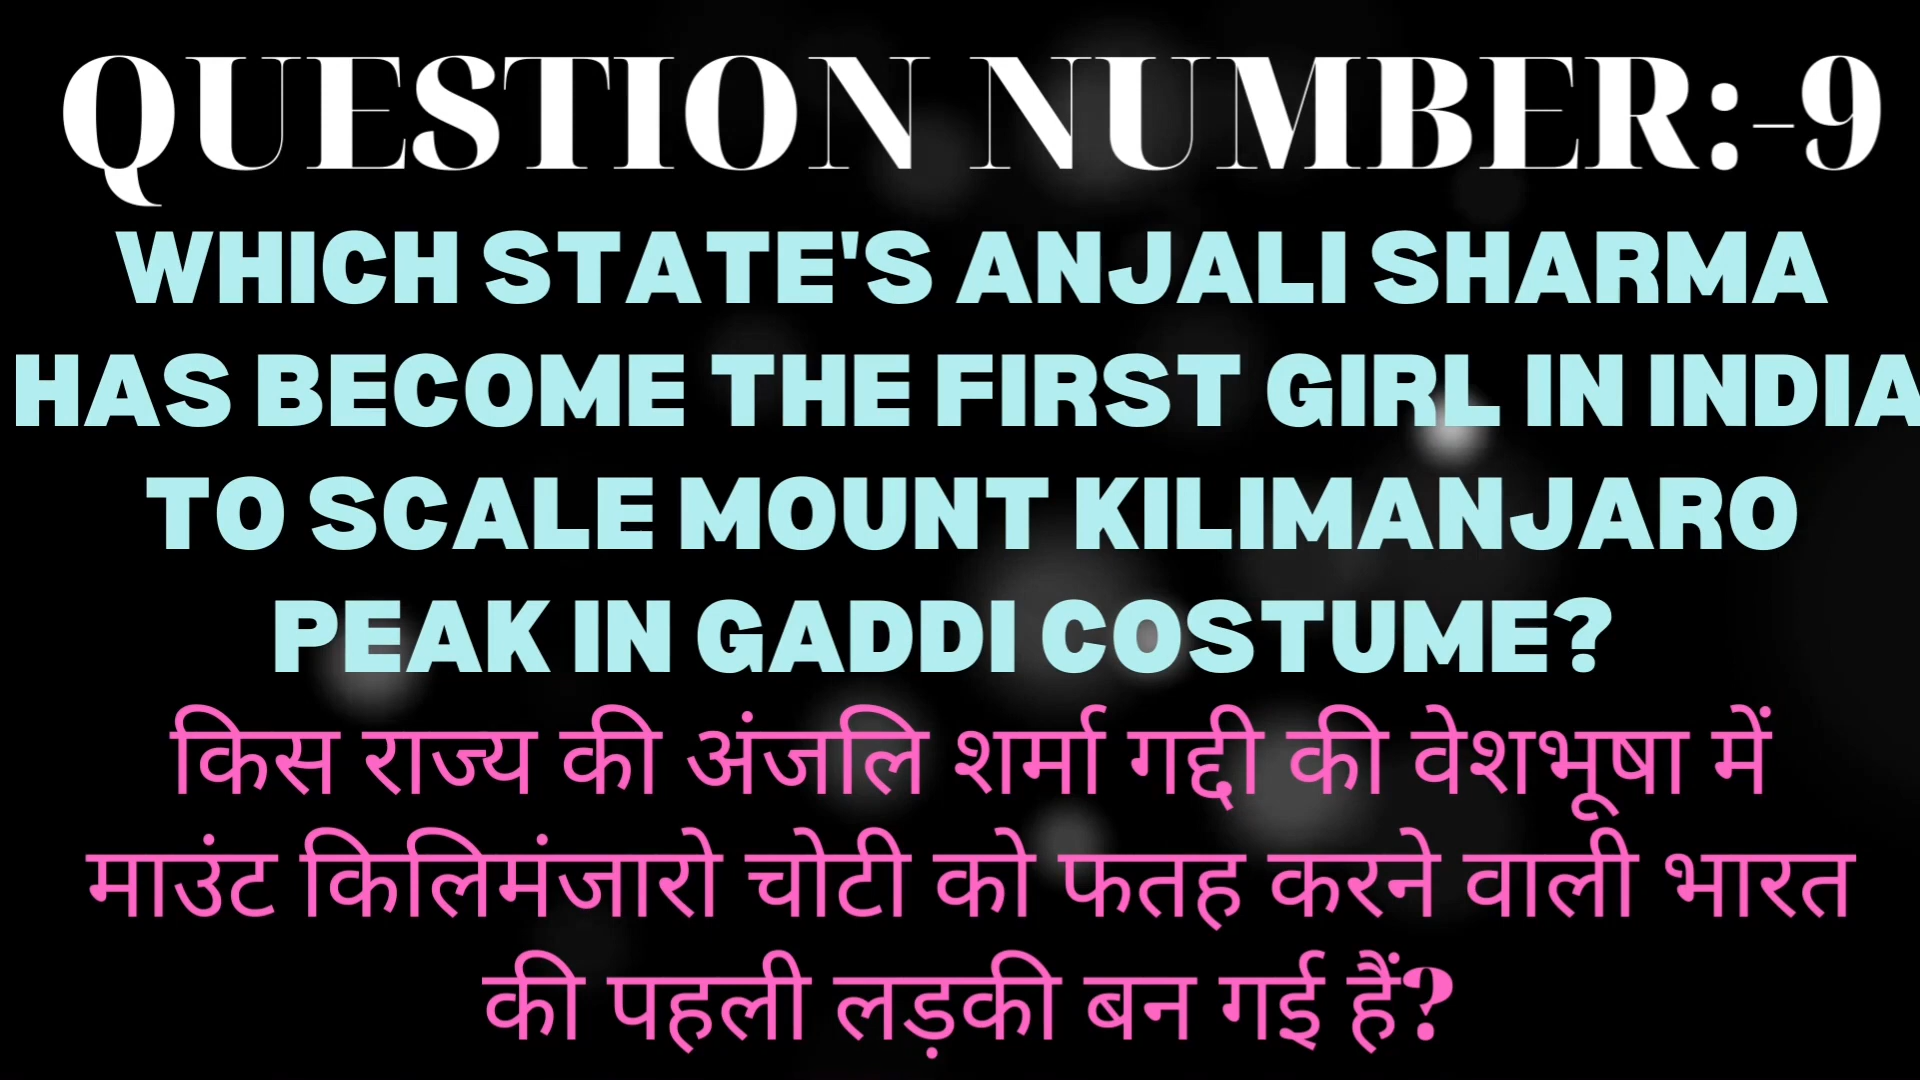 QUESTION NUMBER:-9
WHICH STATE'S ANJALI SHARMA
HAS BECOME THE FIRST GIRL IN INDIA
TO SCALE MOUNT KILIMANJARO
PEAK IN GADDI COSTUME?
किस राज्य की अंजलि शर्मा गद्दी की वेशभूषा में
माउंट किलिमंजारो चोटी को फतह करने वाली भारत
की पहली लड़की बन गई हैं?